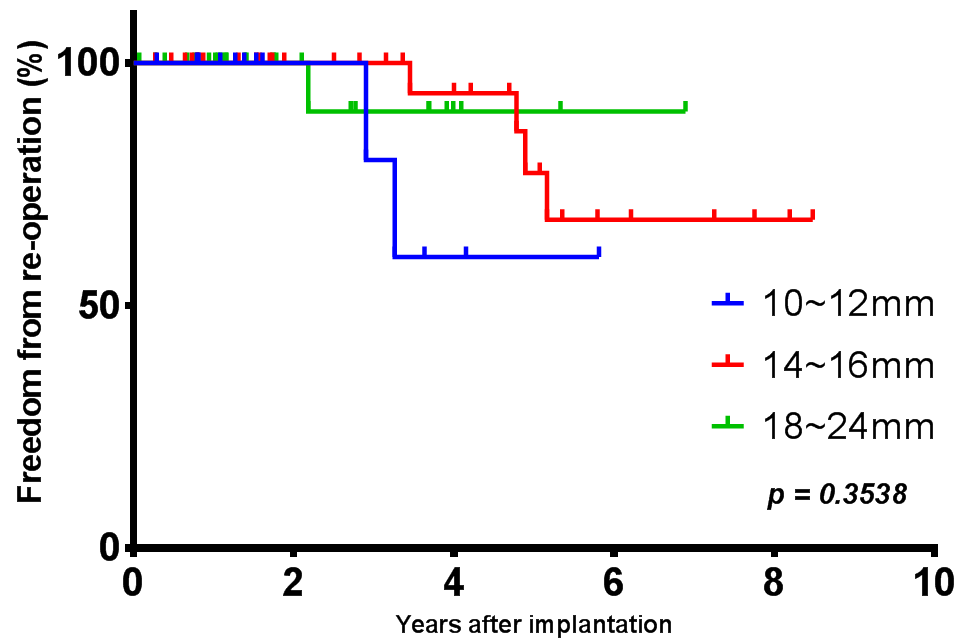 Freedom from re-operation (%)
100
50
0
10~12mm
14~16mm
18~24mm
p = 0.3538
0 2 4 6 8 10
Years after implantation